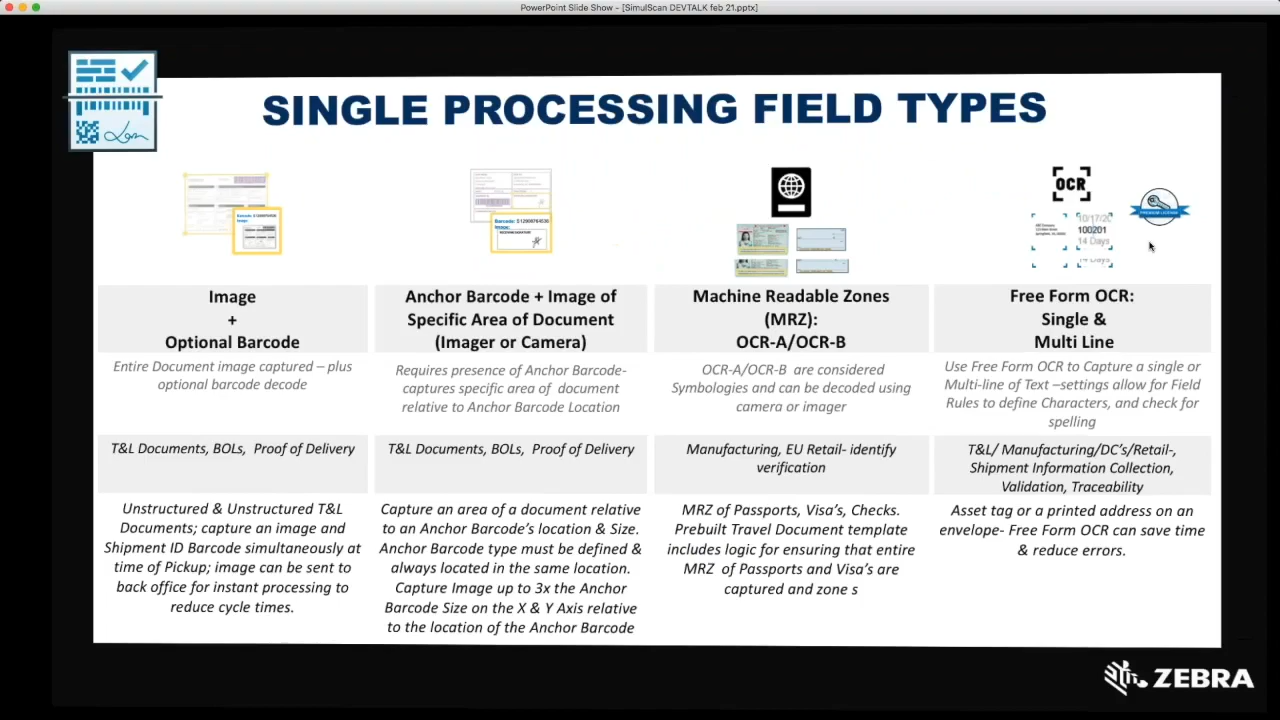 PowerPoint Slide Show - [SimulScan DEVTALK feb 21.pptx]
SINGLE PROCESSING FIELD TYPES
Image
+
Optional Barcode
Entire Document image captured – plus
optional barcode decode
T&L Documents, BOLs, Proof of Delivery
Unstructured & Unstructured T&L
Documents; capture an image and
Shipment ID Barcode simultaneously at
time of Pickup; image can be sent to
back office for instant processing to
reduce cycle times.
Anchor Barcode + Image of
Specific Area of Document
(Imager or Camera)
Requires presence of Anchor Barcode-
captures specific area of document
relative to Anchor Barcode Location
T&L Documents, BOLs, Proof of Delivery
Capture an area of a document relative
to an Anchor Barcode's location & Size.
Anchor Barcode type must be defined &
always located in the same location.
Capture Image up to 3x the Anchor
Barcode Size on the X & Y Axis relative
to the location of the Anchor Barcode
Machine Readable Zones
(MRZ):
OCR-A/OCR-B
OCR-A/OCR-B are considered
Symbologies and can be decoded using
camera or imager
Manufacturing, EU Retail- identify
verification
MRZ of Passports, Visa's, Checks.
Prebuilt Travel Document template
includes logic for ensuring that entire
MRZ of Passports and Visa's are
captured and zone s
OCR
10/17/20
100201
14 Days
Free Form OCR:
Single &
Multi Line
Use Free Form OCR to Capture a single or
Multi-line of Text –settings allow for Field
Rules to define Characters, and check for
spelling
T&L/ Manufacturing/DC's/Retail-,
Shipment Information Collection,
Validation, Traceability
Asset tag or a printed address on an
envelope- Free Form OCR can save time
& reduce errors.
ZEBRA